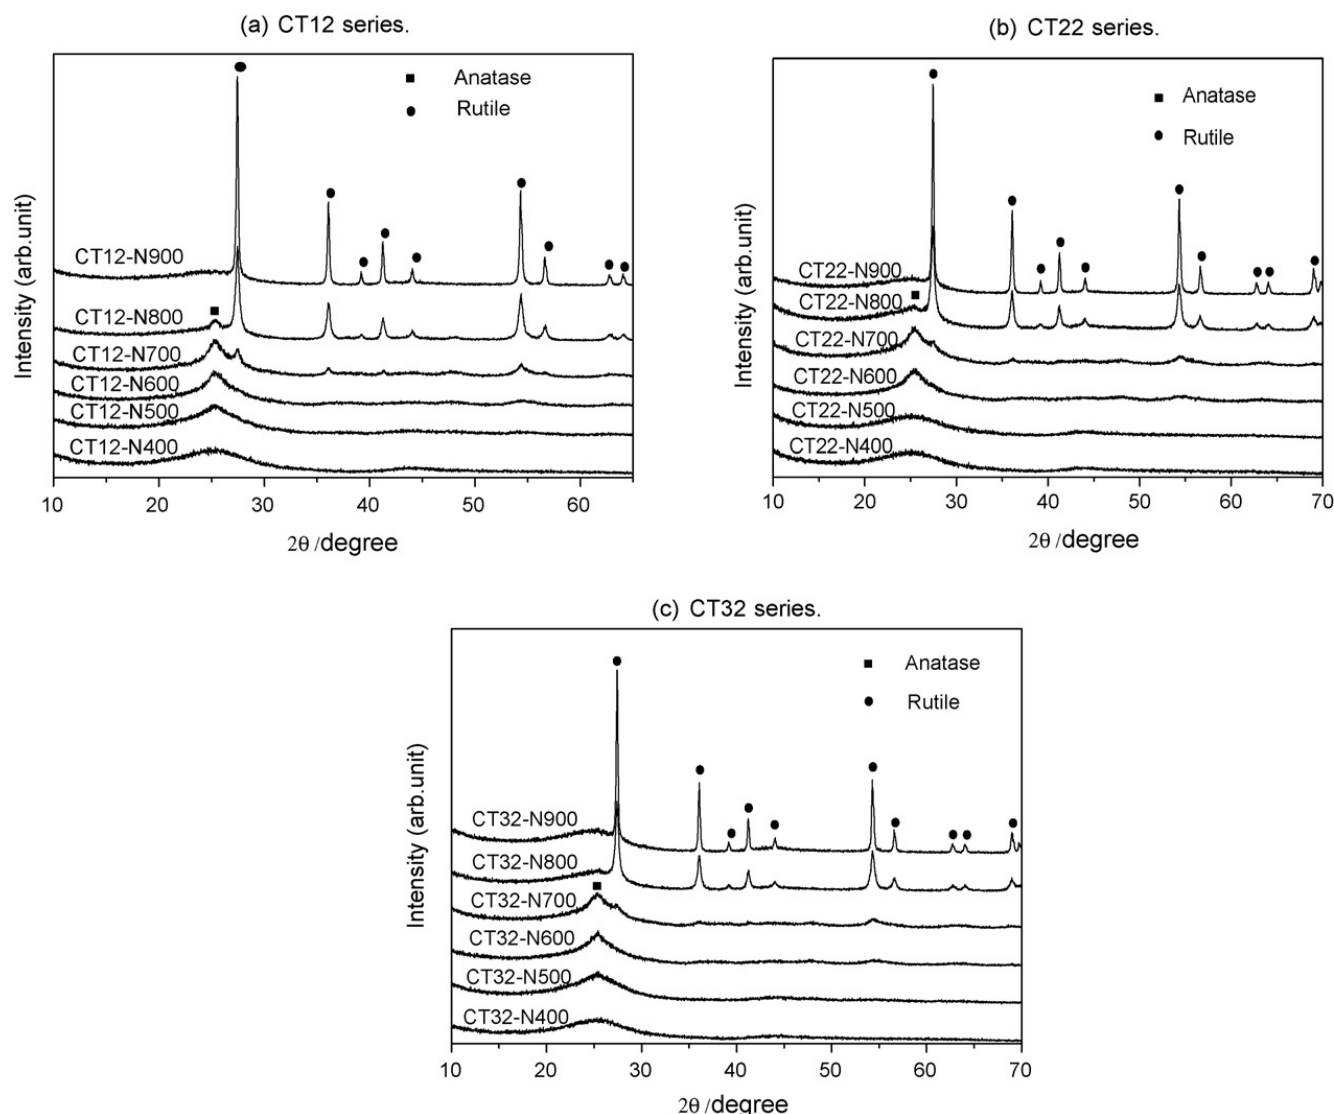 (a) CT12 series.
Anatase
Rutile
Intensity (arb.unit)
CT12-N900
CT12-N800
CT12-N700
CT12-N600
CT12-N500
CT12-N400
10 20 30 40 50 60
2θ /degree
(b) CT22 series.
Anatase
Rutile
Intensity (arb.unit)
CT22-N900
CT22-N800
CT22-N700
CT22-N600
CT22-N500
CT22-N400
10 20 30 40 50 60 70
2θ /degree
(c) CT32 series.
Anatase
Rutile
Intensity (arb.unit)
CT32-N900
CT32-N800
CT32-N700
CT32-N600
CT32-N500
CT32-N400
10 20 30 40 50 60 70
2θ /degree